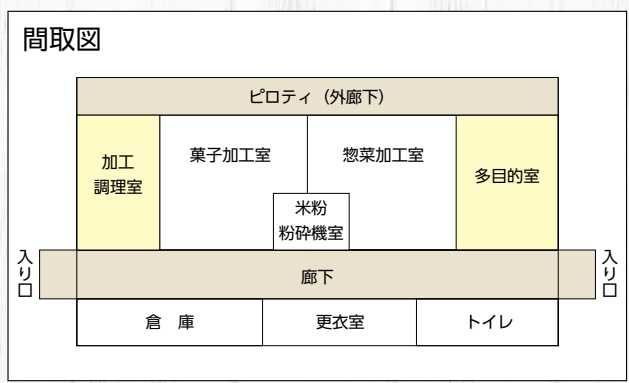 間取図
ピロティ（外廊下）
加工
調理室
菓子加工室
惣菜加工室
多目的室
米粉
粉砕機室
入り口
廊下
入り口
倉　庫
更衣室
トイレ